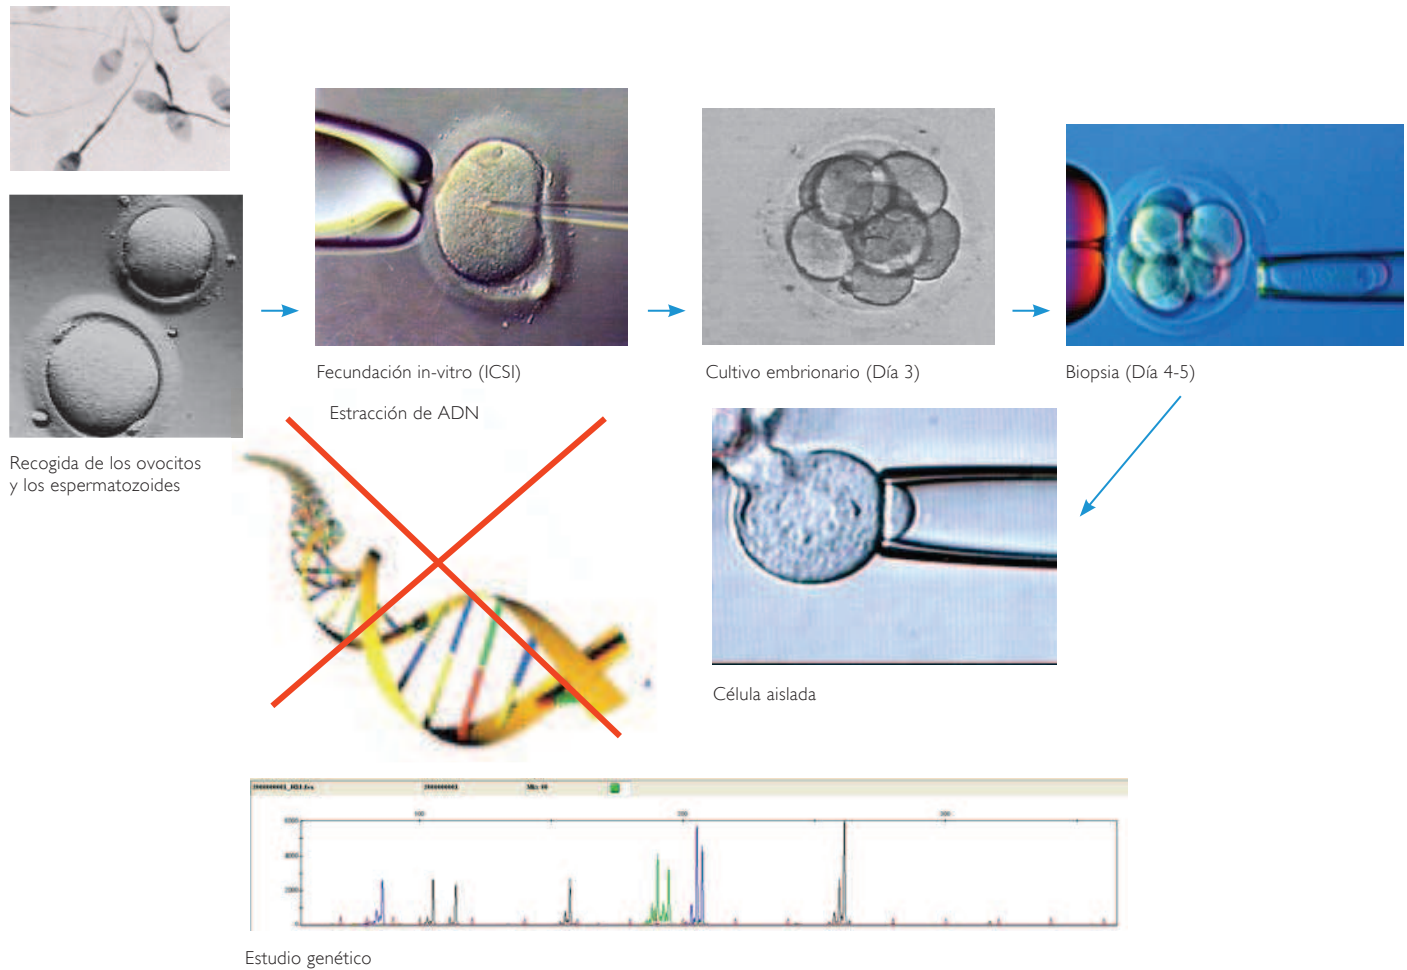 Fecundación in-vitro (ICSI)
Cultivo embrionario (Día 3)
Biopsia (Día 4-5)
Estracción de ADN
Recogida de los ovocitos
y los espermatozoides
Célula aislada
Estudio genético